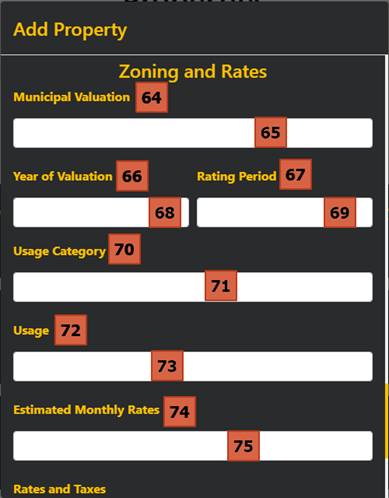 Add Property
Zoning and Rates
Municipal Valuation 64
65
Year of Valuation 66 Rating Period 67
68 69
Usage Category 70
71
Usage 72
73
Estimated Monthly Rates 74
75
Rates and Taxes